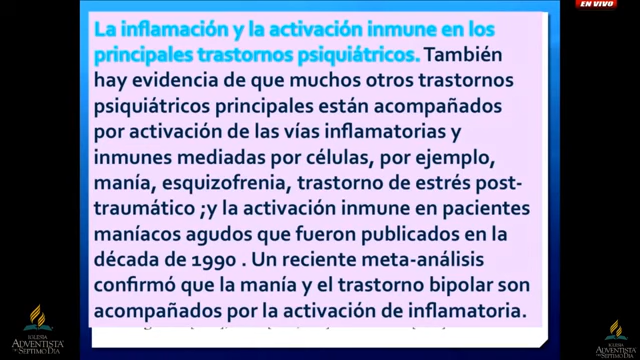 EN VIVO
La inflamación y la activación inmune en los
principales trastornos psiquiátricos. También
hay evidencia de que muchos otros trastornos
psiquiátricos principales están acompañados
por activación de las vías inflamatorias y
inmunes mediadas por células, por ejemplo,
manía, esquizofrenia, trastorno de estrés post-
traumático ;y la activación inmune en pacientes
maníacos agudos que fueron publicados en la
década de 1990 . Un reciente meta-análisis
confirmó que la manía y el trastorno bipolar son
acompañados por la activación de inflamatoria.
IGLESIA
ADVENTISTA
DEL
SÉPTIMO DÍA
IGLESIA
ADVENTISTA
DEL
SÉPTIMO DÍA